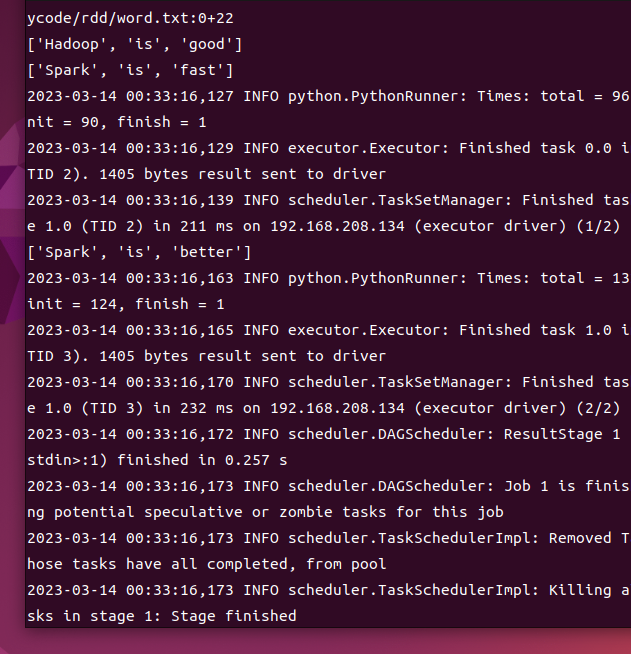 ycode/rdd/word.txt:0+22
['Hadoop', 'is', 'good']
['Spark', 'is', 'fast']
2023-03-14 00:33:16,127 INFO python.PythonRunner: Times: total = 96
nit = 90, finish = 1
2023-03-14 00:33:16,129 INFO executor.Executor: Finished task 0.0 i
TID 2). 1405 bytes result sent to driver
2023-03-14 00:33:16,139 INFO scheduler.TaskSetManager: Finished tas
e 1.0 (TID 2) in 211 ms on 192.168.208.134 (executor driver) (1/2)
['Spark', 'is', 'better']
2023-03-14 00:33:16,163 INFO python.PythonRunner: Times: total = 13
init = 124, finish = 1
2023-03-14 00:33:16,165 INFO executor.Executor: Finished task 1.0 i
TID 3). 1405 bytes result sent to driver
2023-03-14 00:33:16,170 INFO scheduler.TaskSetManager: Finished tas
e 1.0 (TID 3) in 232 ms on 192.168.208.134 (executor driver) (2/2)
2023-03-14 00:33:16,172 INFO scheduler.DAGScheduler: ResultStage 1
stdin>:1) finished in 0.257 s
2023-03-14 00:33:16,173 INFO scheduler.DAGScheduler: Job 1 is finis
ng potential speculative or zombie tasks for this job
2023-03-14 00:33:16,173 INFO scheduler.TaskSchedulerImpl: Removed T
hose tasks have all completed, from pool
2023-03-14 00:33:16,173 INFO scheduler.TaskSchedulerImpl: Killing a
sks in stage 1: Stage finished